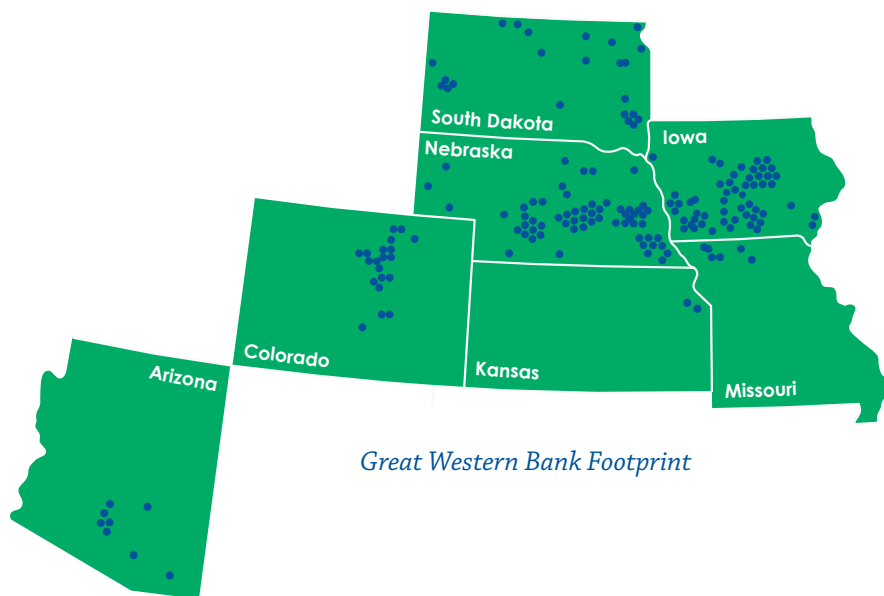 South Dakota
Iowa
Nebraska
Colorado
Kansas
Arizona
Missouri
Great Western Bank Footprint